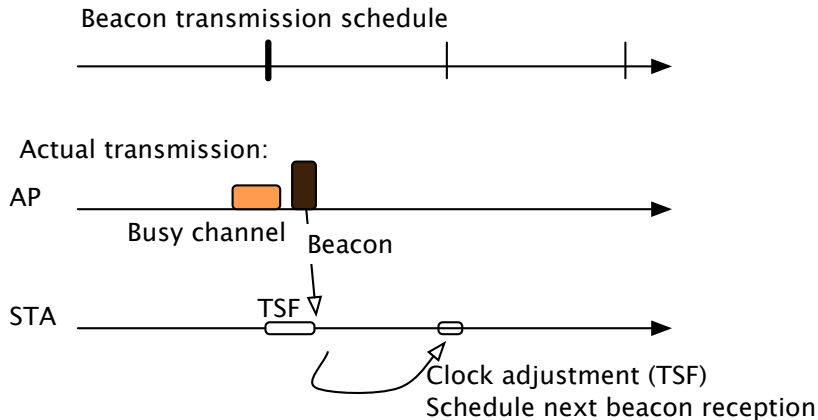 Beacon transmission schedule
Actual transmission:
AP
Busy channel
Beacon
STA
TSF
Clock adjustment (TSF)
Schedule next beacon reception